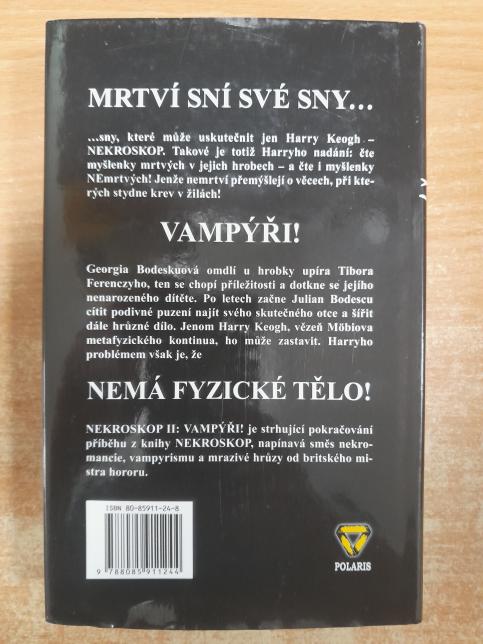 MRTVÍ SNÍ SVÉ SNY...
...sny, které může uskutečnit jen Harry Keogh –
NEKROSKOP. Takové je totiž Harryho nadání: čte
myšlenky mrtvých v jejich hrobech – a čte i myšlenky
NEmrtvých! Jenže nemrtví přemýšlejí o věcech, při kte-
rých stydne krev v žilách!
VAMPÝŘI!
Georgia Bodeskuová omdlí u hrobky upíra Tibora
Ferenczyho, ten se chopí příležitosti a dotkne se jejího
nenarozeného dítěte. Po letech začne Julian Bodescu
cítit podivné puzení najít svého skutečného otce a šířit
dále hrůzné dílo. Jenom Harry Keogh, vězeň Möbiova
metafyzického kontinua, ho může zastavit. Harryho
problémem však je, že
NEMÁ FYZICKÉ TĚLO!
NEKROSKOP II: VAMPÝŘI! je strhující pokračování
příběhu z knihy NEKROSKOP, napínavá směs nekro-
mancie, vampyrismu a mrazivé hrůzy od britského mi-
stra hororu.
ISBN 80-85911-24-8
9 788085 911244
POLARIS